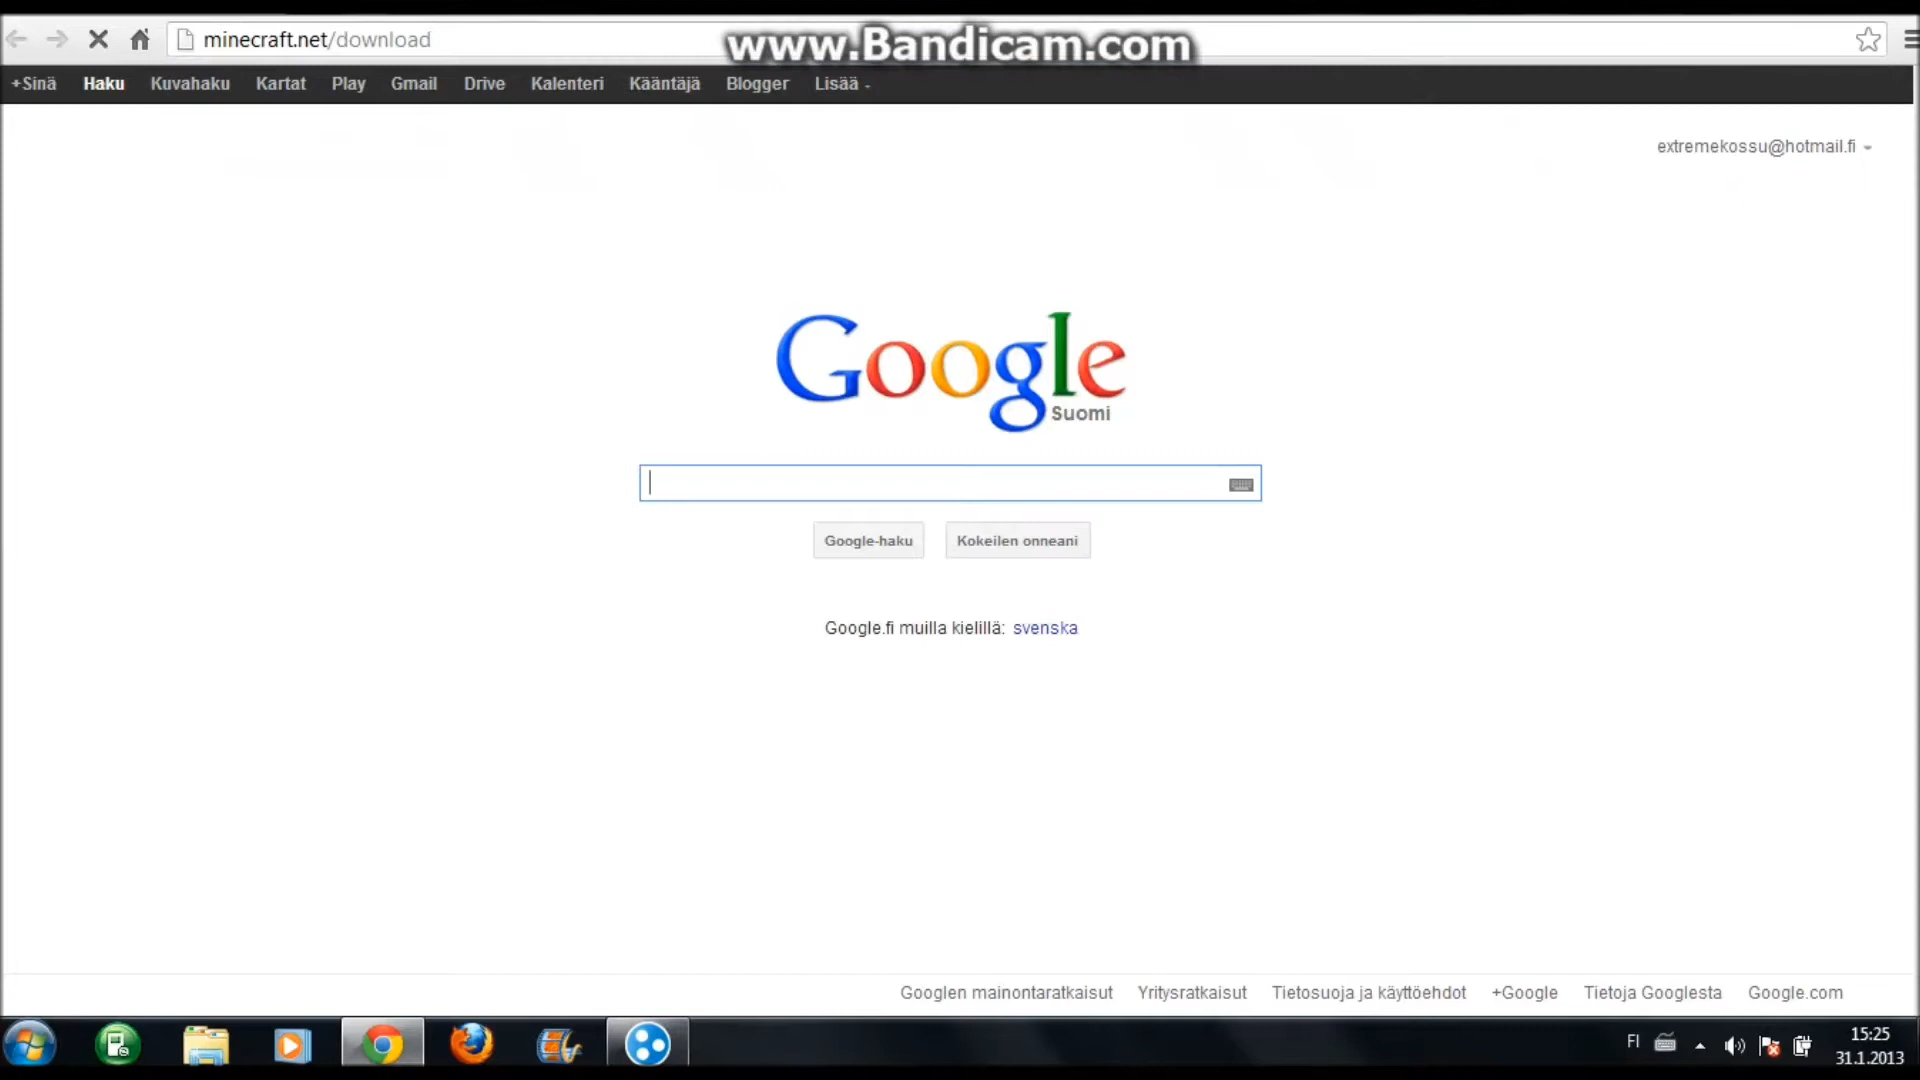 www.Bandicam.com
minecraft.net/download
+Sinä Haku Kuvahaku Kartat Play Gmail Drive Kalenteri Kääntäjä Blogger Lisää
extremekossu@hotmail.fi
Google
Suomi
Google-haku Kokeilen onneani
Google.fi muilla kielillä: svenska
Googlen mainontaratkaisut Yritysratkaisut Tietosuoja ja käyttöehdot +Google Tietoja Googlesta Google.com
FI 15:25
31.1.2013